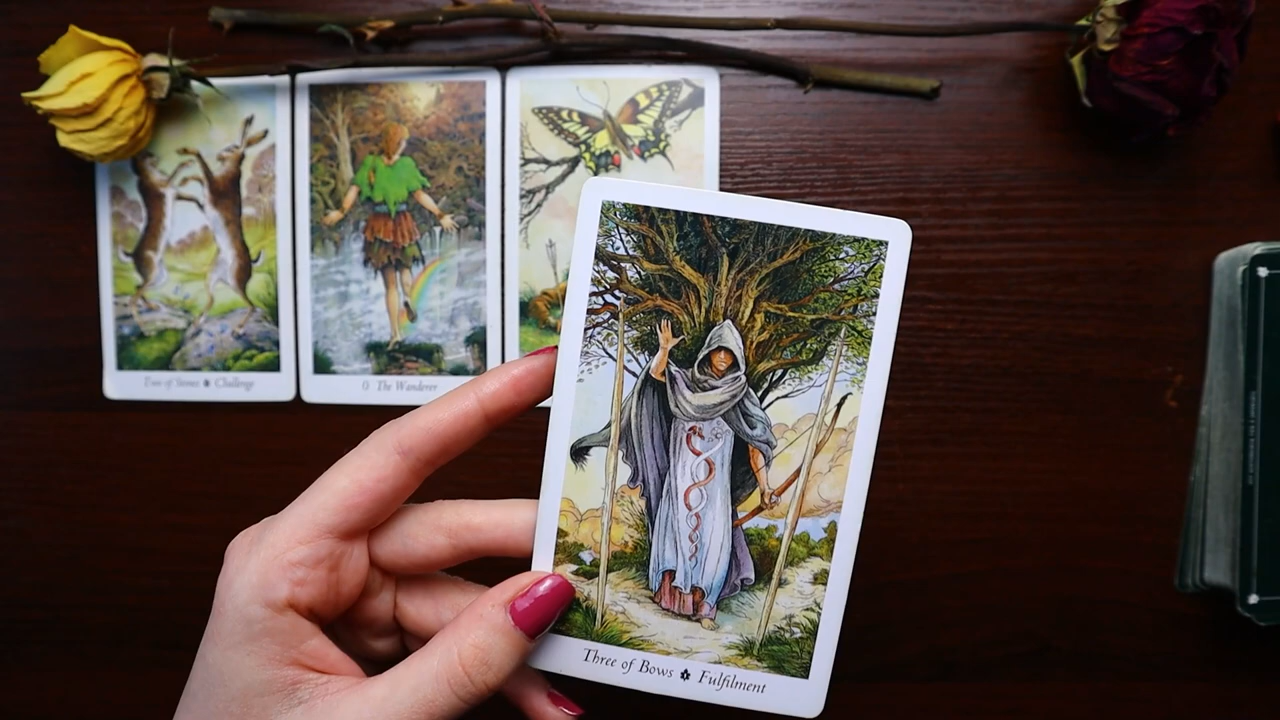 Two of Stones ✦ Challenge
0 The Wanderer
Three of Bows ✦ Fulfilment